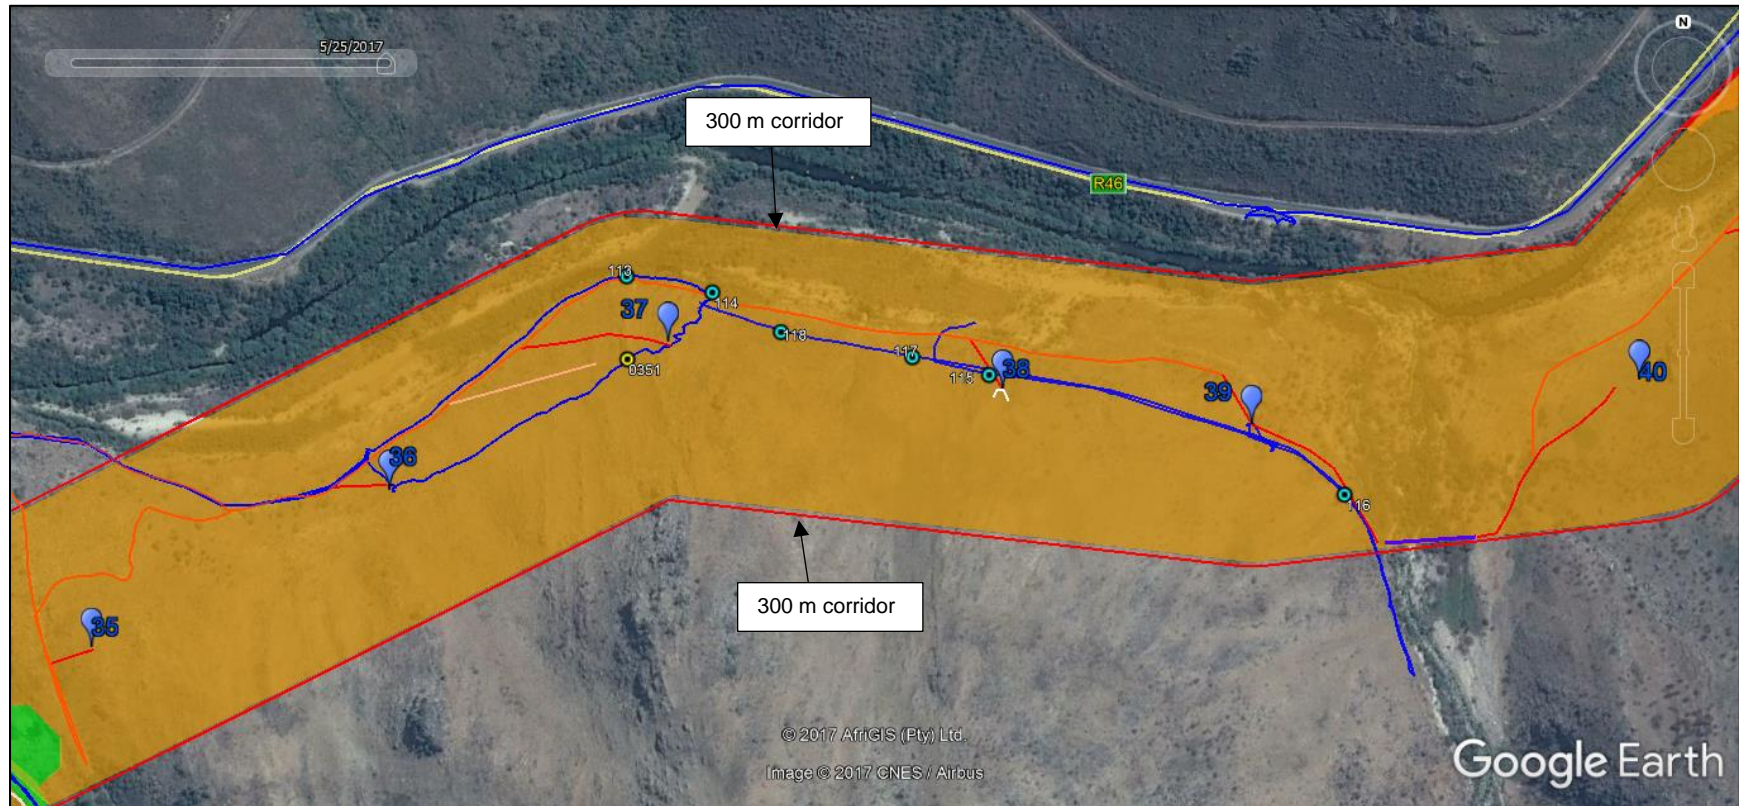 5/25/2017
N
300 m corridor
R46
113
114
37
118
0351
117
115
38
39
40
36
116
300 m corridor
35
© 2017 AfriGIS (Pty) Ltd.
Image © 2017 CNES / Airbus
Google Earth